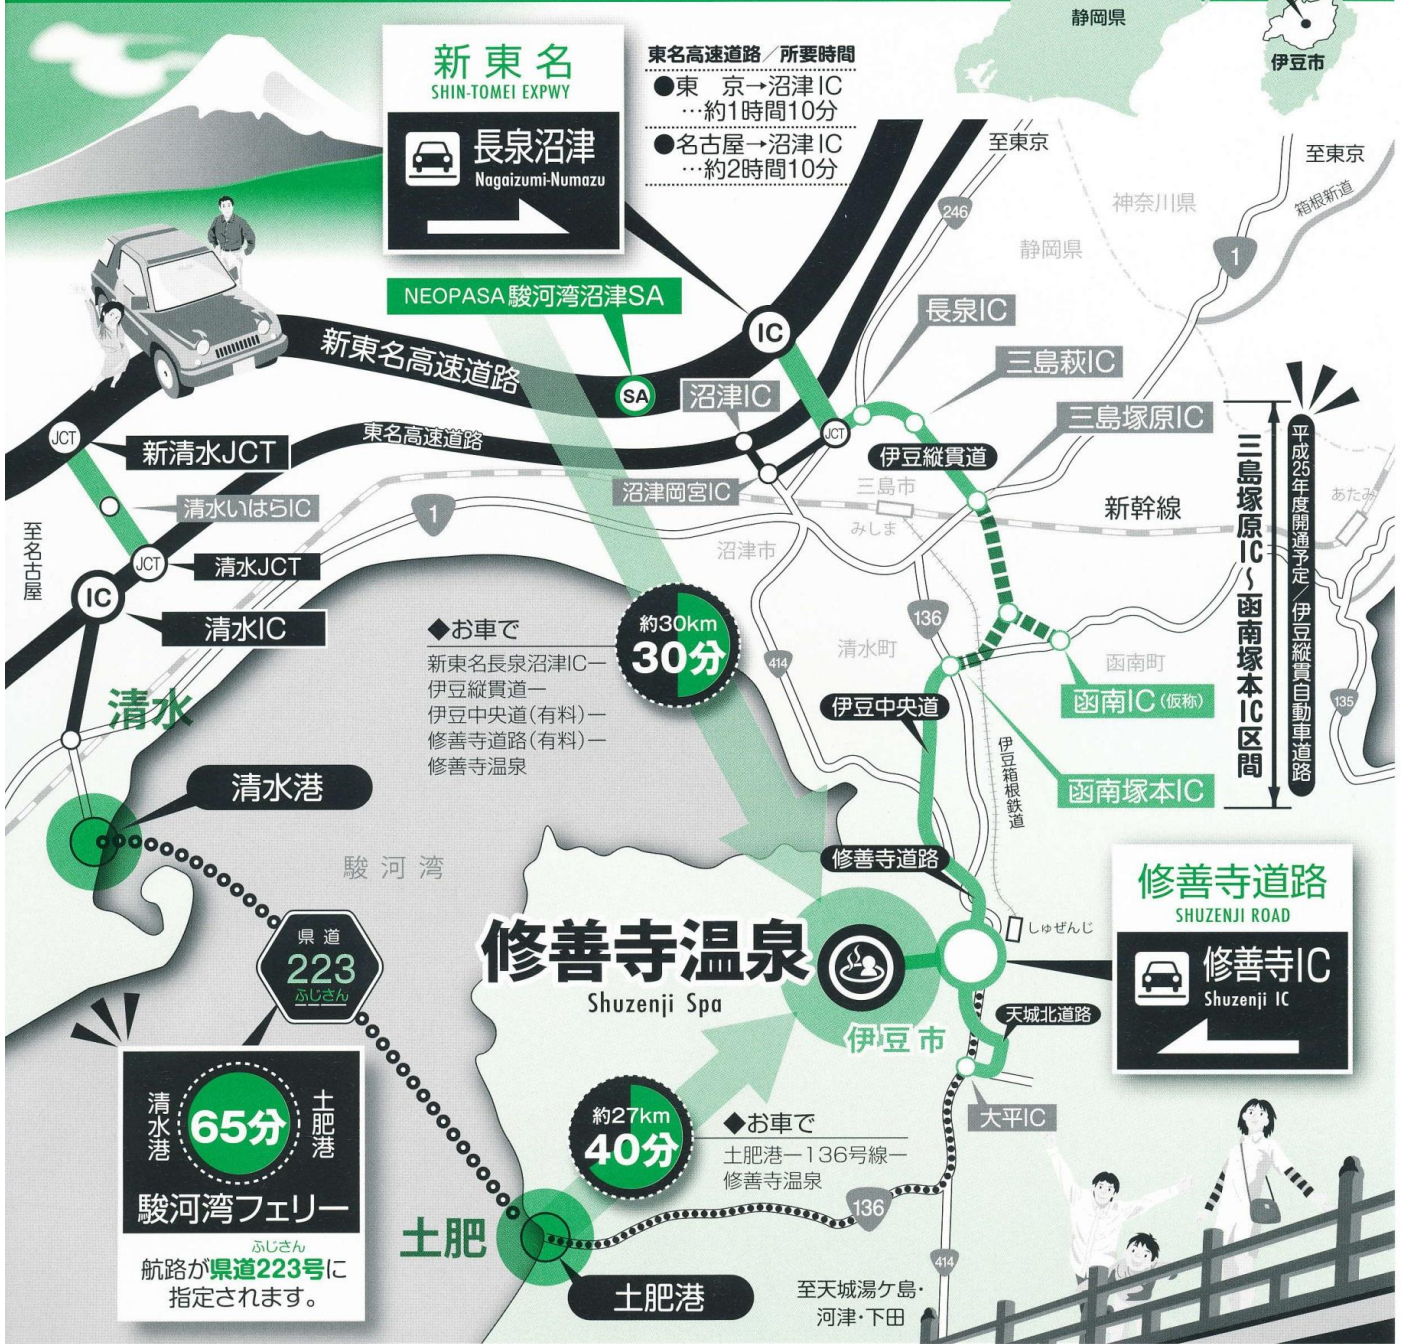 静岡県
伊豆市
新東名
SHIN-TOMEI EXPWY
長泉沼津
Nagaizumi-Numazu
東名高速道路／所要時間
●東　京→沼津IC
…約1時間10分
●名古屋→沼津IC
…約2時間10分
至東京
至東京
246
神奈川県
静岡県
箱根新道
1
NEOPASA駿河湾沼津SA
IC
長泉IC
新東名高速道路
SA
沼津IC
三島萩IC
三島塚原IC
JCT
新清水JCT
東名高速道路
JCT
伊豆縦貫道
清水いはらIC
沼津岡宮IC
三島市
みしま
新幹線
あたみ
1
沼津市
三島塚原IC〜函南塚本IC区間
平成25年度開通予定／伊豆縦貫自動車道路
至名古屋
JCT
清水JCT
IC
清水IC
◆お車で
新東名長泉沼津IC―
伊豆縦貫道―
伊豆中央道(有料)―
修善寺道路(有料)―
修善寺温泉
約30km
30分
136
414
清水町
函南町
函南IC(仮称)
135
清水
伊豆中央道
伊豆箱根鉄道
函南塚本IC
清水港
駿河湾
修善寺道路
修善寺道路
SHUZENJI ROAD
修善寺IC
Shuzenji IC
しゅぜんじ
修善寺温泉
Shuzenji Spa
伊豆市
天城北道路
県道
223
ふじさん
清水港
65分
土肥港
駿河湾フェリー
ふじさん
航路が県道223号に
指定されます。
約27km
40分
◆お車で
土肥港―136号線―
修善寺温泉
大平IC
136
土肥
土肥港
414
至天城湯ケ島・
河津・下田